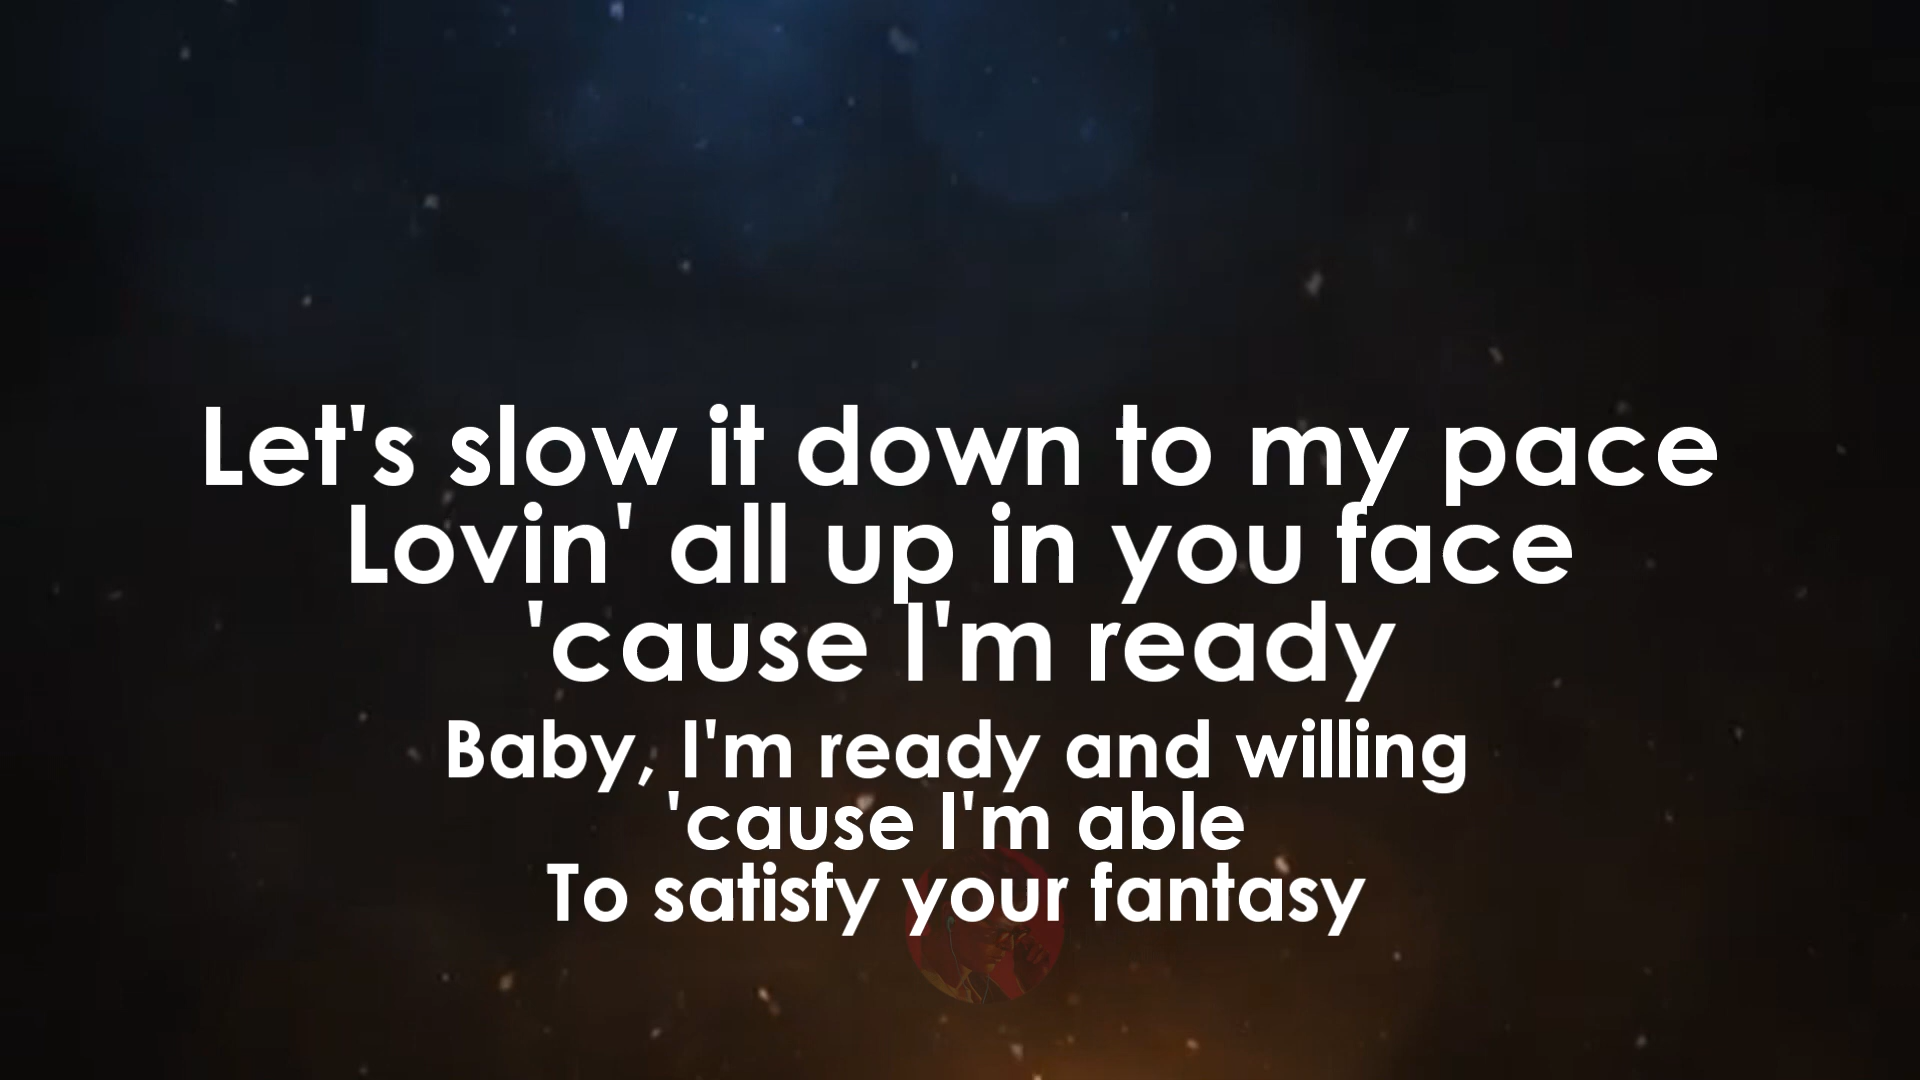 Let's slow it down to my pace
Lovin' all up in you face
'cause I'm ready
Baby, I'm ready and willing
'cause I'm able
To satisfy your fantasy